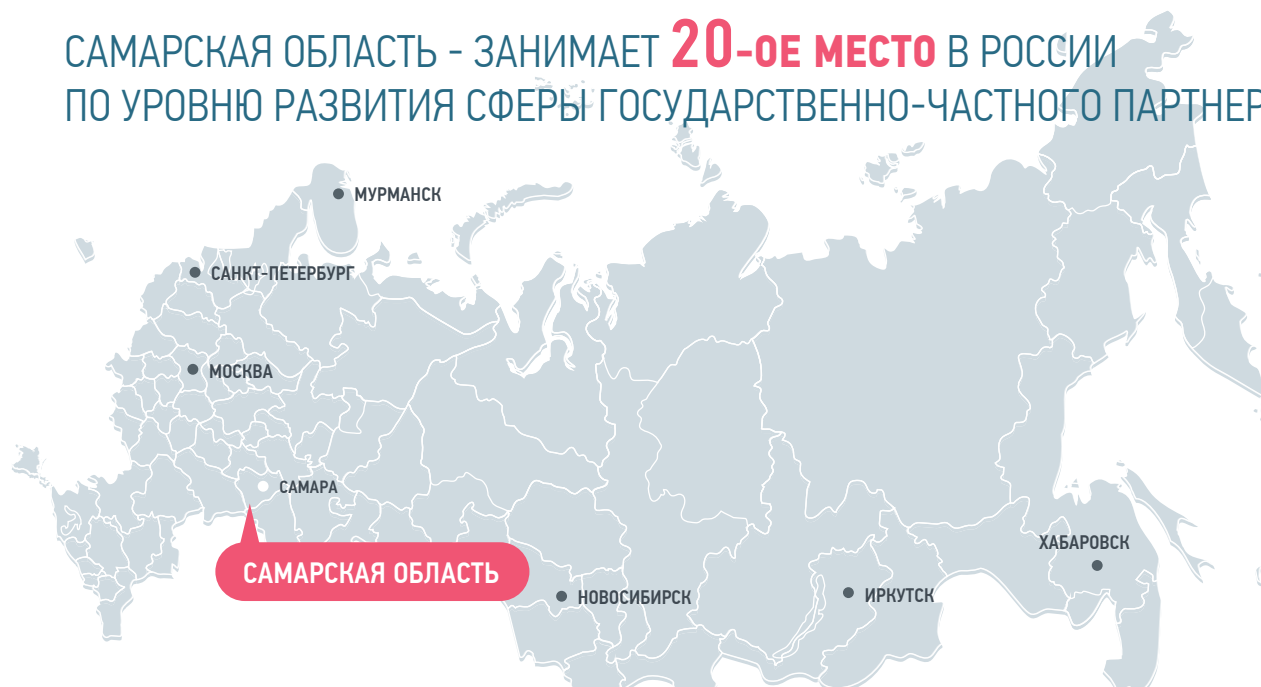 САМАРСКАЯ ОБЛАСТЬ - ЗАНИМАЕТ 20-ОЕ МЕСТО В РОССИИ
ПО УРОВНЮ РАЗВИТИЯ СФЕРЫ ГОСУДАРСТВЕННО-ЧАСТНОГО ПАРТНЕР
МУРМАНСК
САНКТ-ПЕТЕРБУРГ
МОСКВА
САМАРА
САМАРСКАЯ ОБЛАСТЬ
ХАБАРОВСК
НОВОСИБИРСК
ИРКУТСК